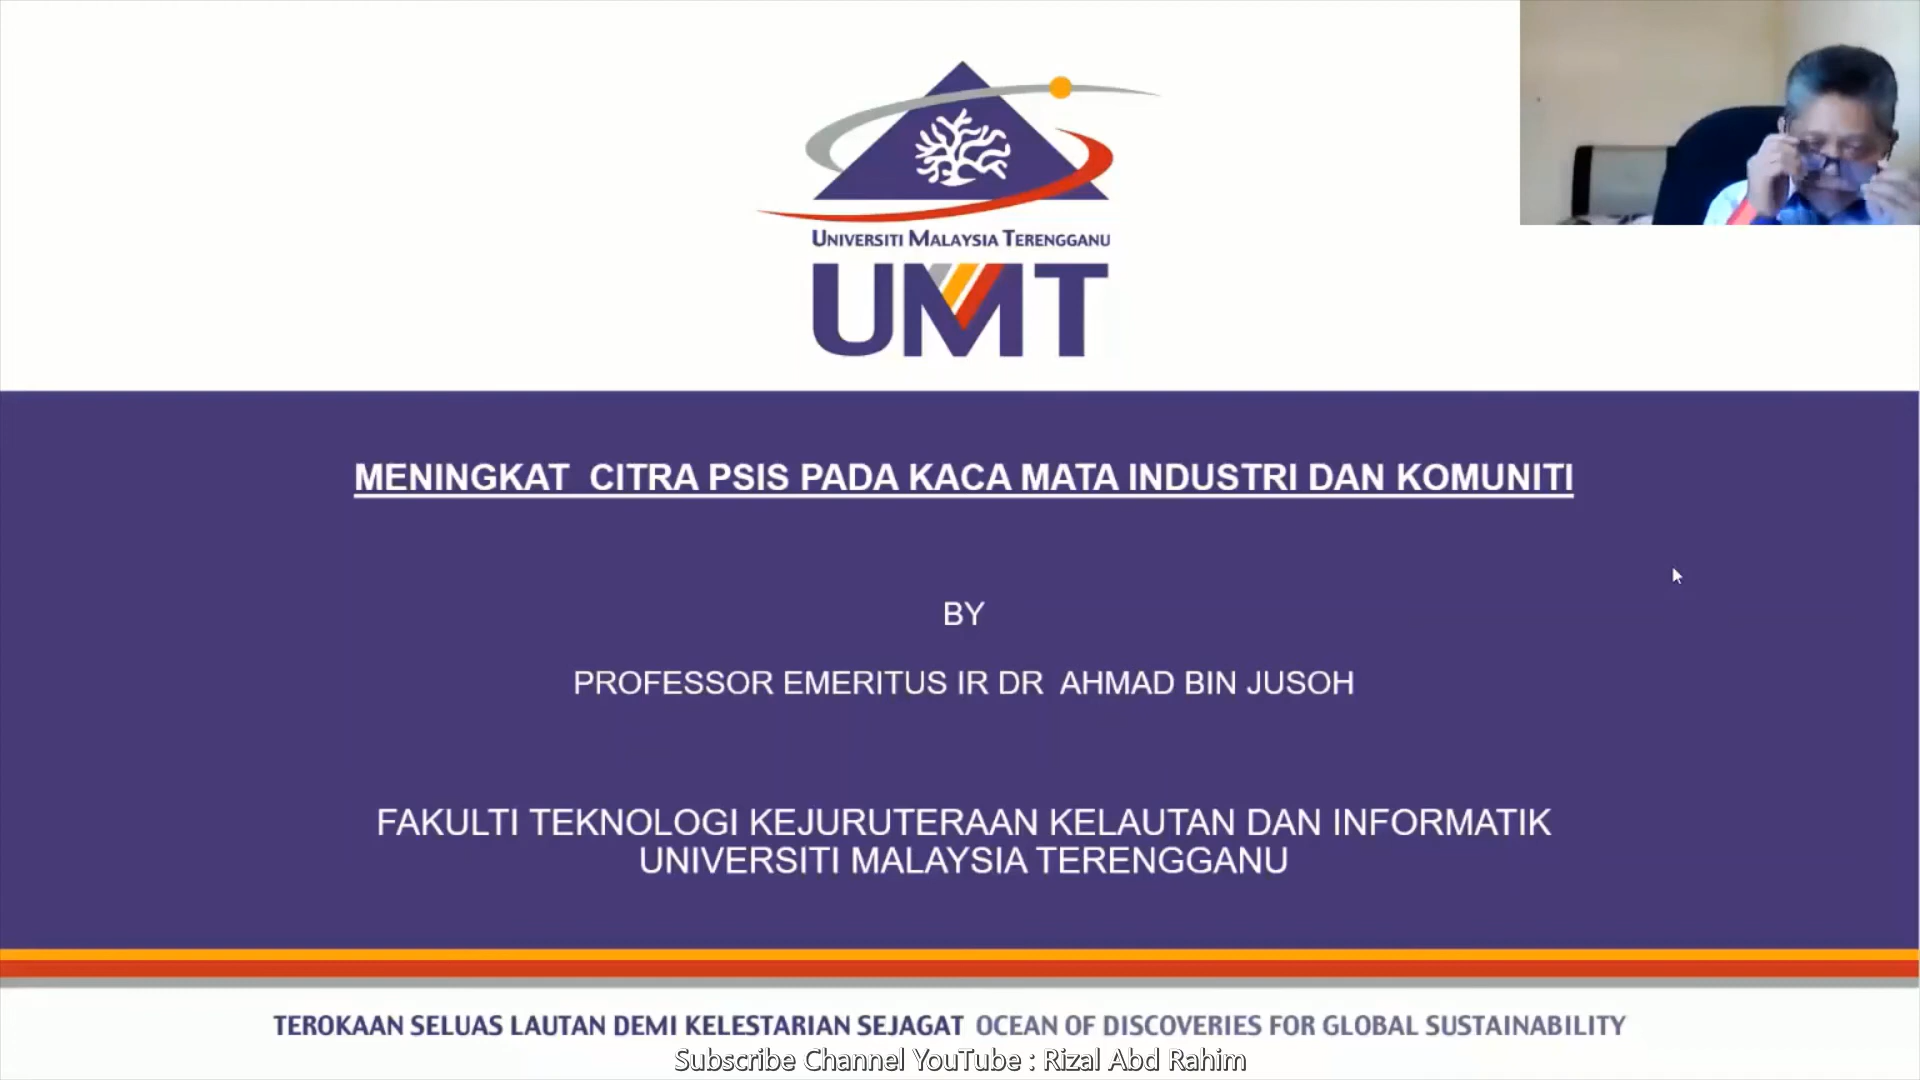 UNIVERSITI MALAYSIA TERENGGANU
UMT
MENINGKAT  CITRA PSIS PADA KACA MATA INDUSTRI DAN KOMUNITI
BY
PROFESSOR EMERITUS IR DR  AHMAD BIN JUSOH
FAKULTI TEKNOLOGI KEJURUTERAAN KELAUTAN DAN INFORMATIK
UNIVERSITI MALAYSIA TERENGGANU
TEROKAAN SELUAS LAUTAN DEMI KELESTARIAN SEJAGAT OCEAN OF DISCOVERIES FOR GLOBAL SUSTAINABILITY
Subscribe Channel YouTube : Rizal Abd Rahim